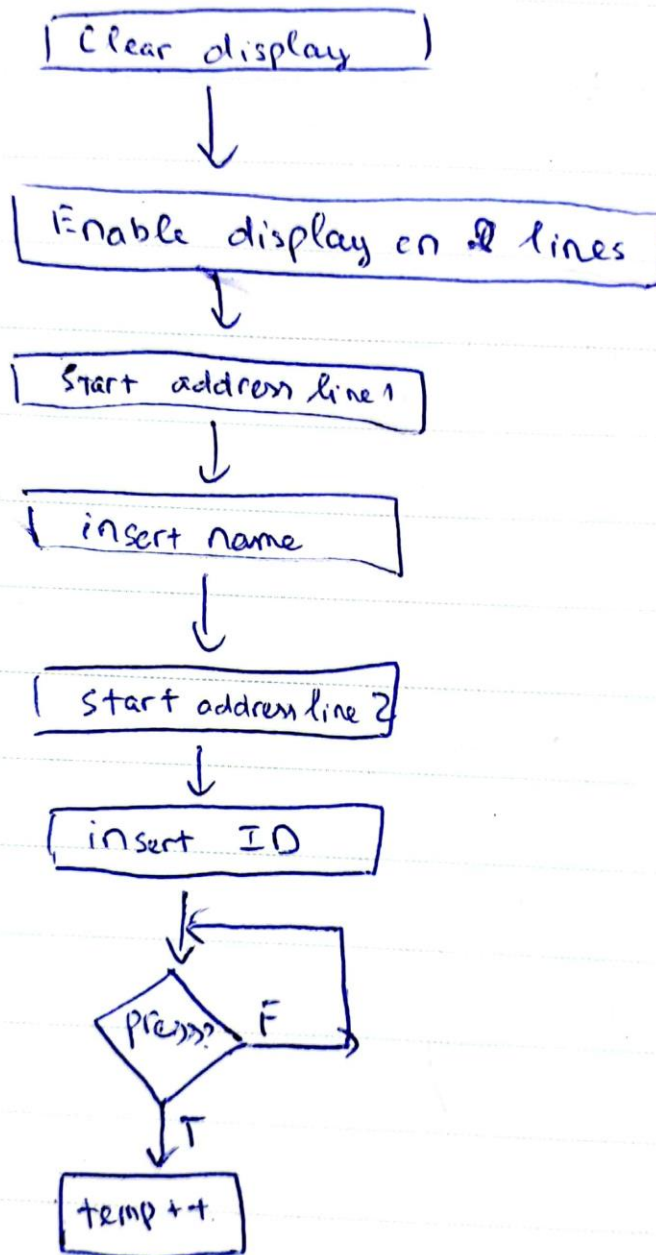 Clear display
Enable display on 2 lines
start address line 1
insert name
start address line 2
insert ID
press?
F
T
temp ++